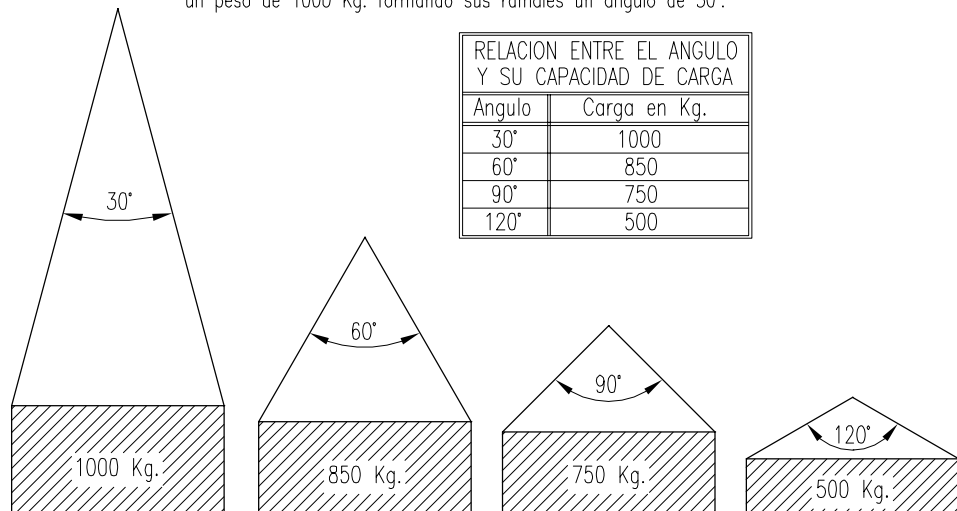 un peso de 1000 Kg. formando sus ramales un angulo de 30°.
RELACION ENTRE EL ANGULO
Y SU CAPACIDAD DE CARGA
Angulo Carga en Kg.
30° 1000
60° 850
90° 750
120° 500
30°
60°
90°
120°
1000 Kg.
850 Kg.
750 Kg.
500 Kg.